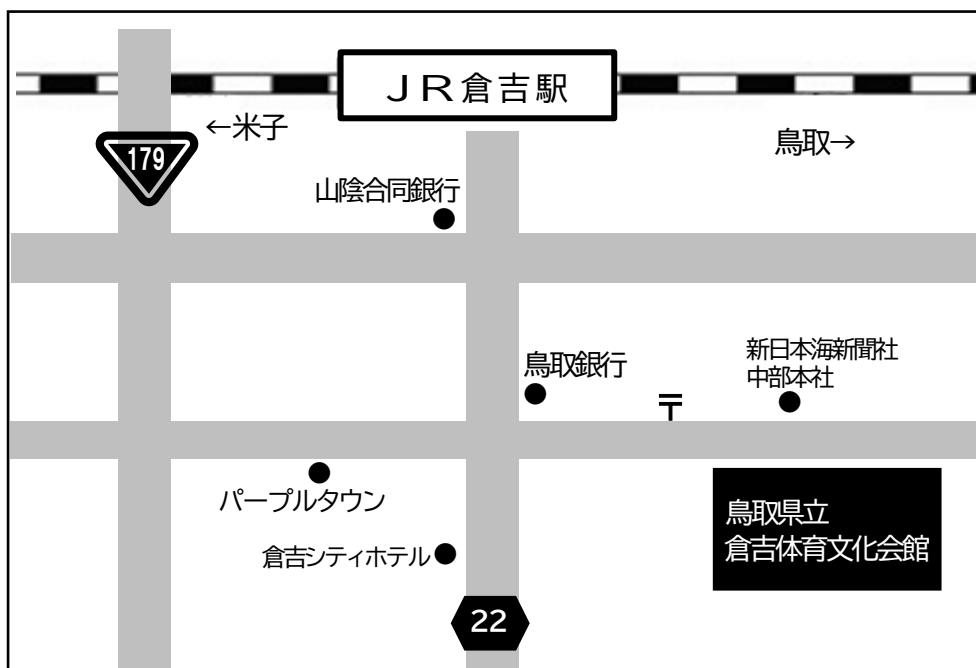 JR倉吉駅
←米子
鳥取→
179
山陰合同銀行
鳥取銀行
新日本海新聞社
中部本社
〒
パープルタウン
鳥取県立
倉吉体育文化会館
倉吉シティホテル
22